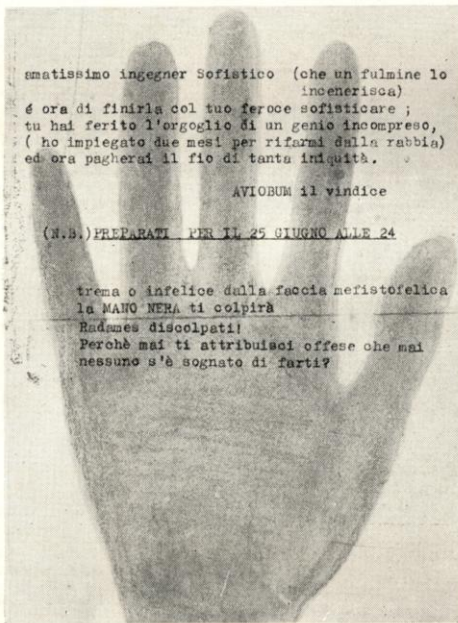 amatissimo ingegner Sofistico (che un fulmine lo
incenerisca)
é ora di finirla col tuo feroce sofisticare ;
tu hai ferito l'orgoglio di un genio incompreso,
( ho impiegato due mesi per rifarmi dalla rabbia)
ed ora pagherai il fio di tanta iniquità.
AVIOBUM il vindice
(N.B.) PREPARATI PER IL 25 GIUGNO ALLE 24
trema o infelice dalla faccia mefistofelica
la MANO NERA ti colpirà
Radames discolpati!
Perchè mai ti attribuisci offese che mai
nessuno s'è sognato di farti?